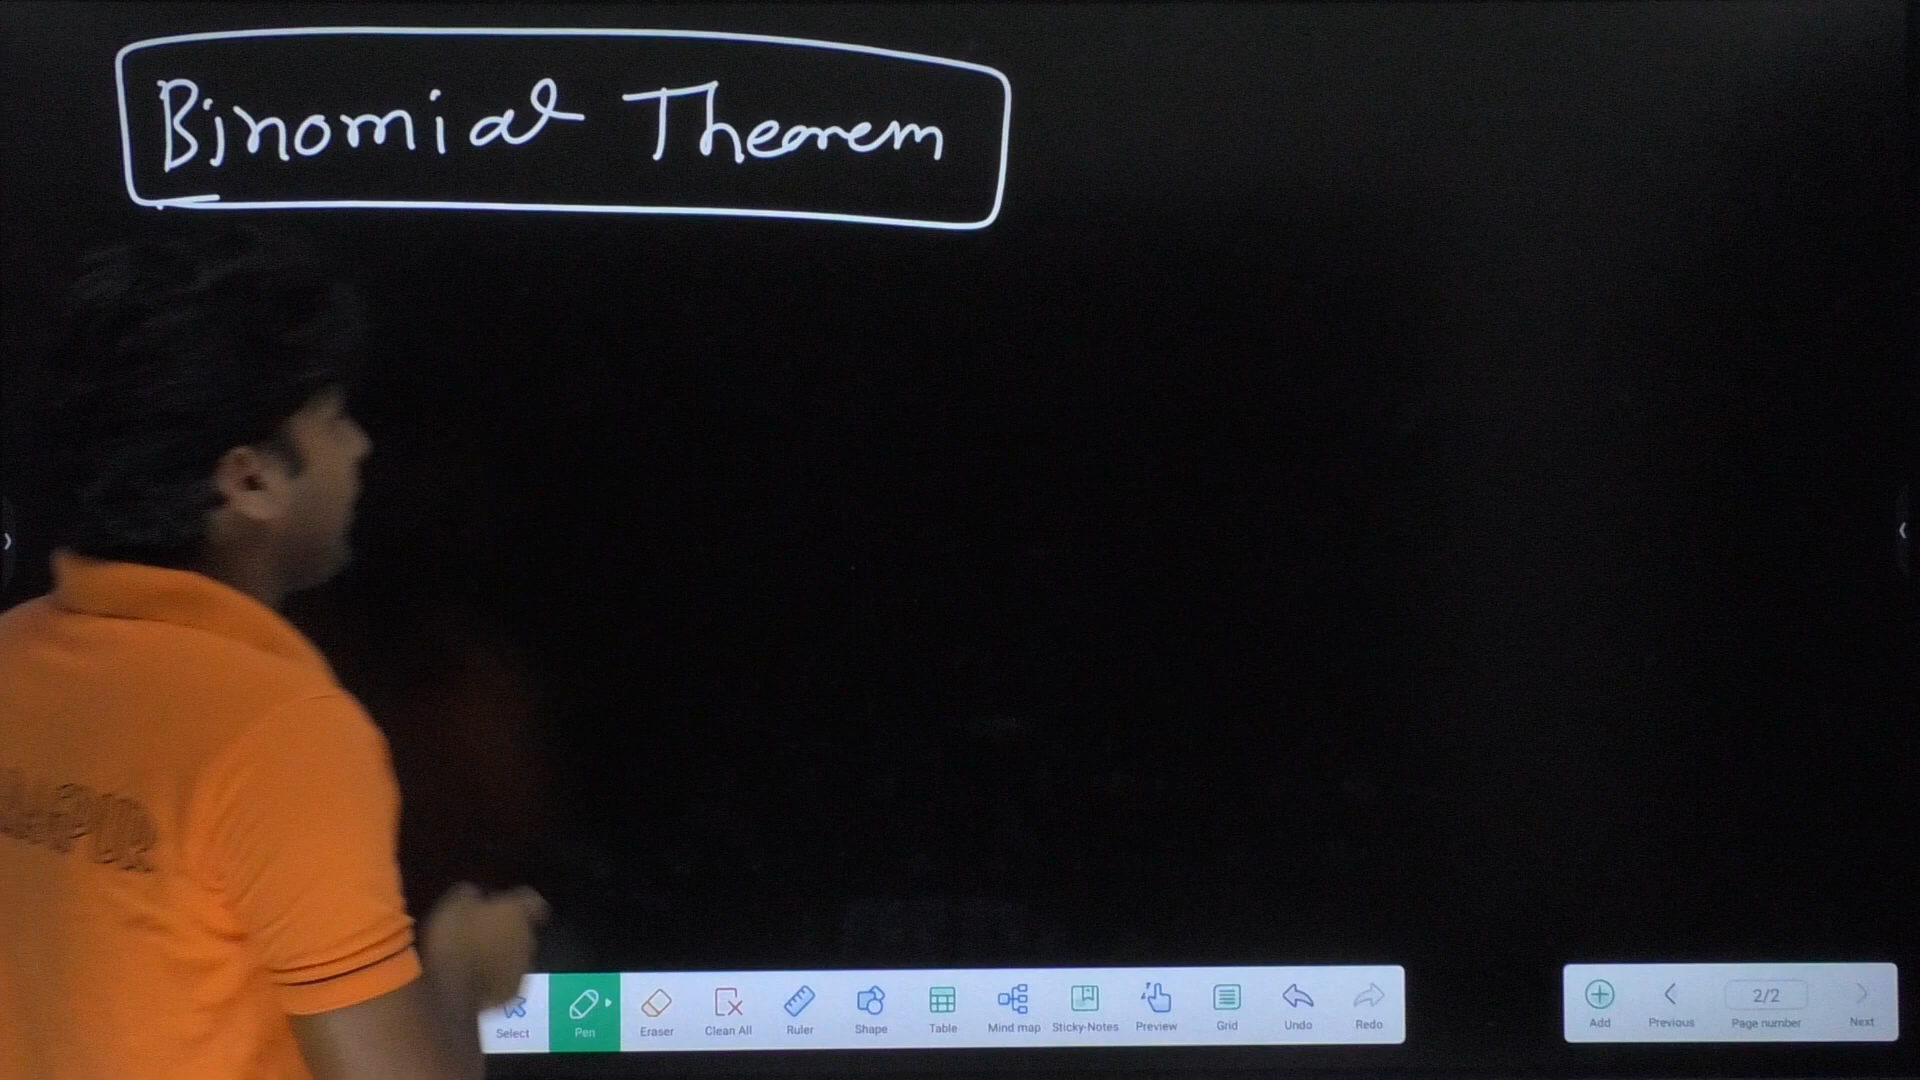 Binomial Theorem
Select
Pen
Eraser
Clean All
Ruler
Shape
Table
Mind map
Sticky-Notes
Preview
Grid
Undo
Redo
Add
Previous
2/2
Page number
Next